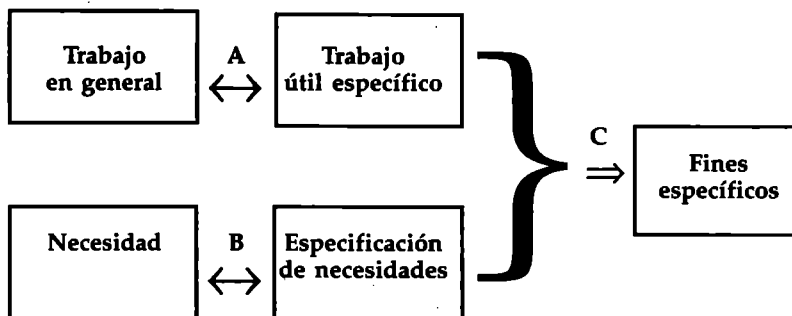 Trabajo
en general
A
Trabajo
útil específico
C
Fines
específicos
Necesidad
B
Especificación
de necesidades